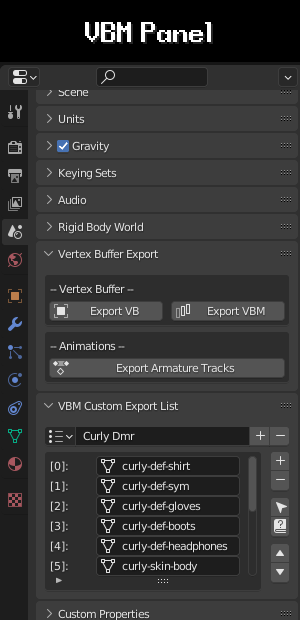 VBM Panel
Scene
Units
Gravity
Keying Sets
Audio
Rigid Body World
Vertex Buffer Export
-- Vertex Buffer --
Export VB Export VBM
-- Animations --
Export Armature Tracks
VBM Custom Export List
Curly Dmr
[0]: curly-def-shirt
[1]: curly-def-sym
[2]: curly-def-gloves
[3]: curly-def-boots
[4]: curly-def-headphones
[5]: curly-skin-body
Custom Properties